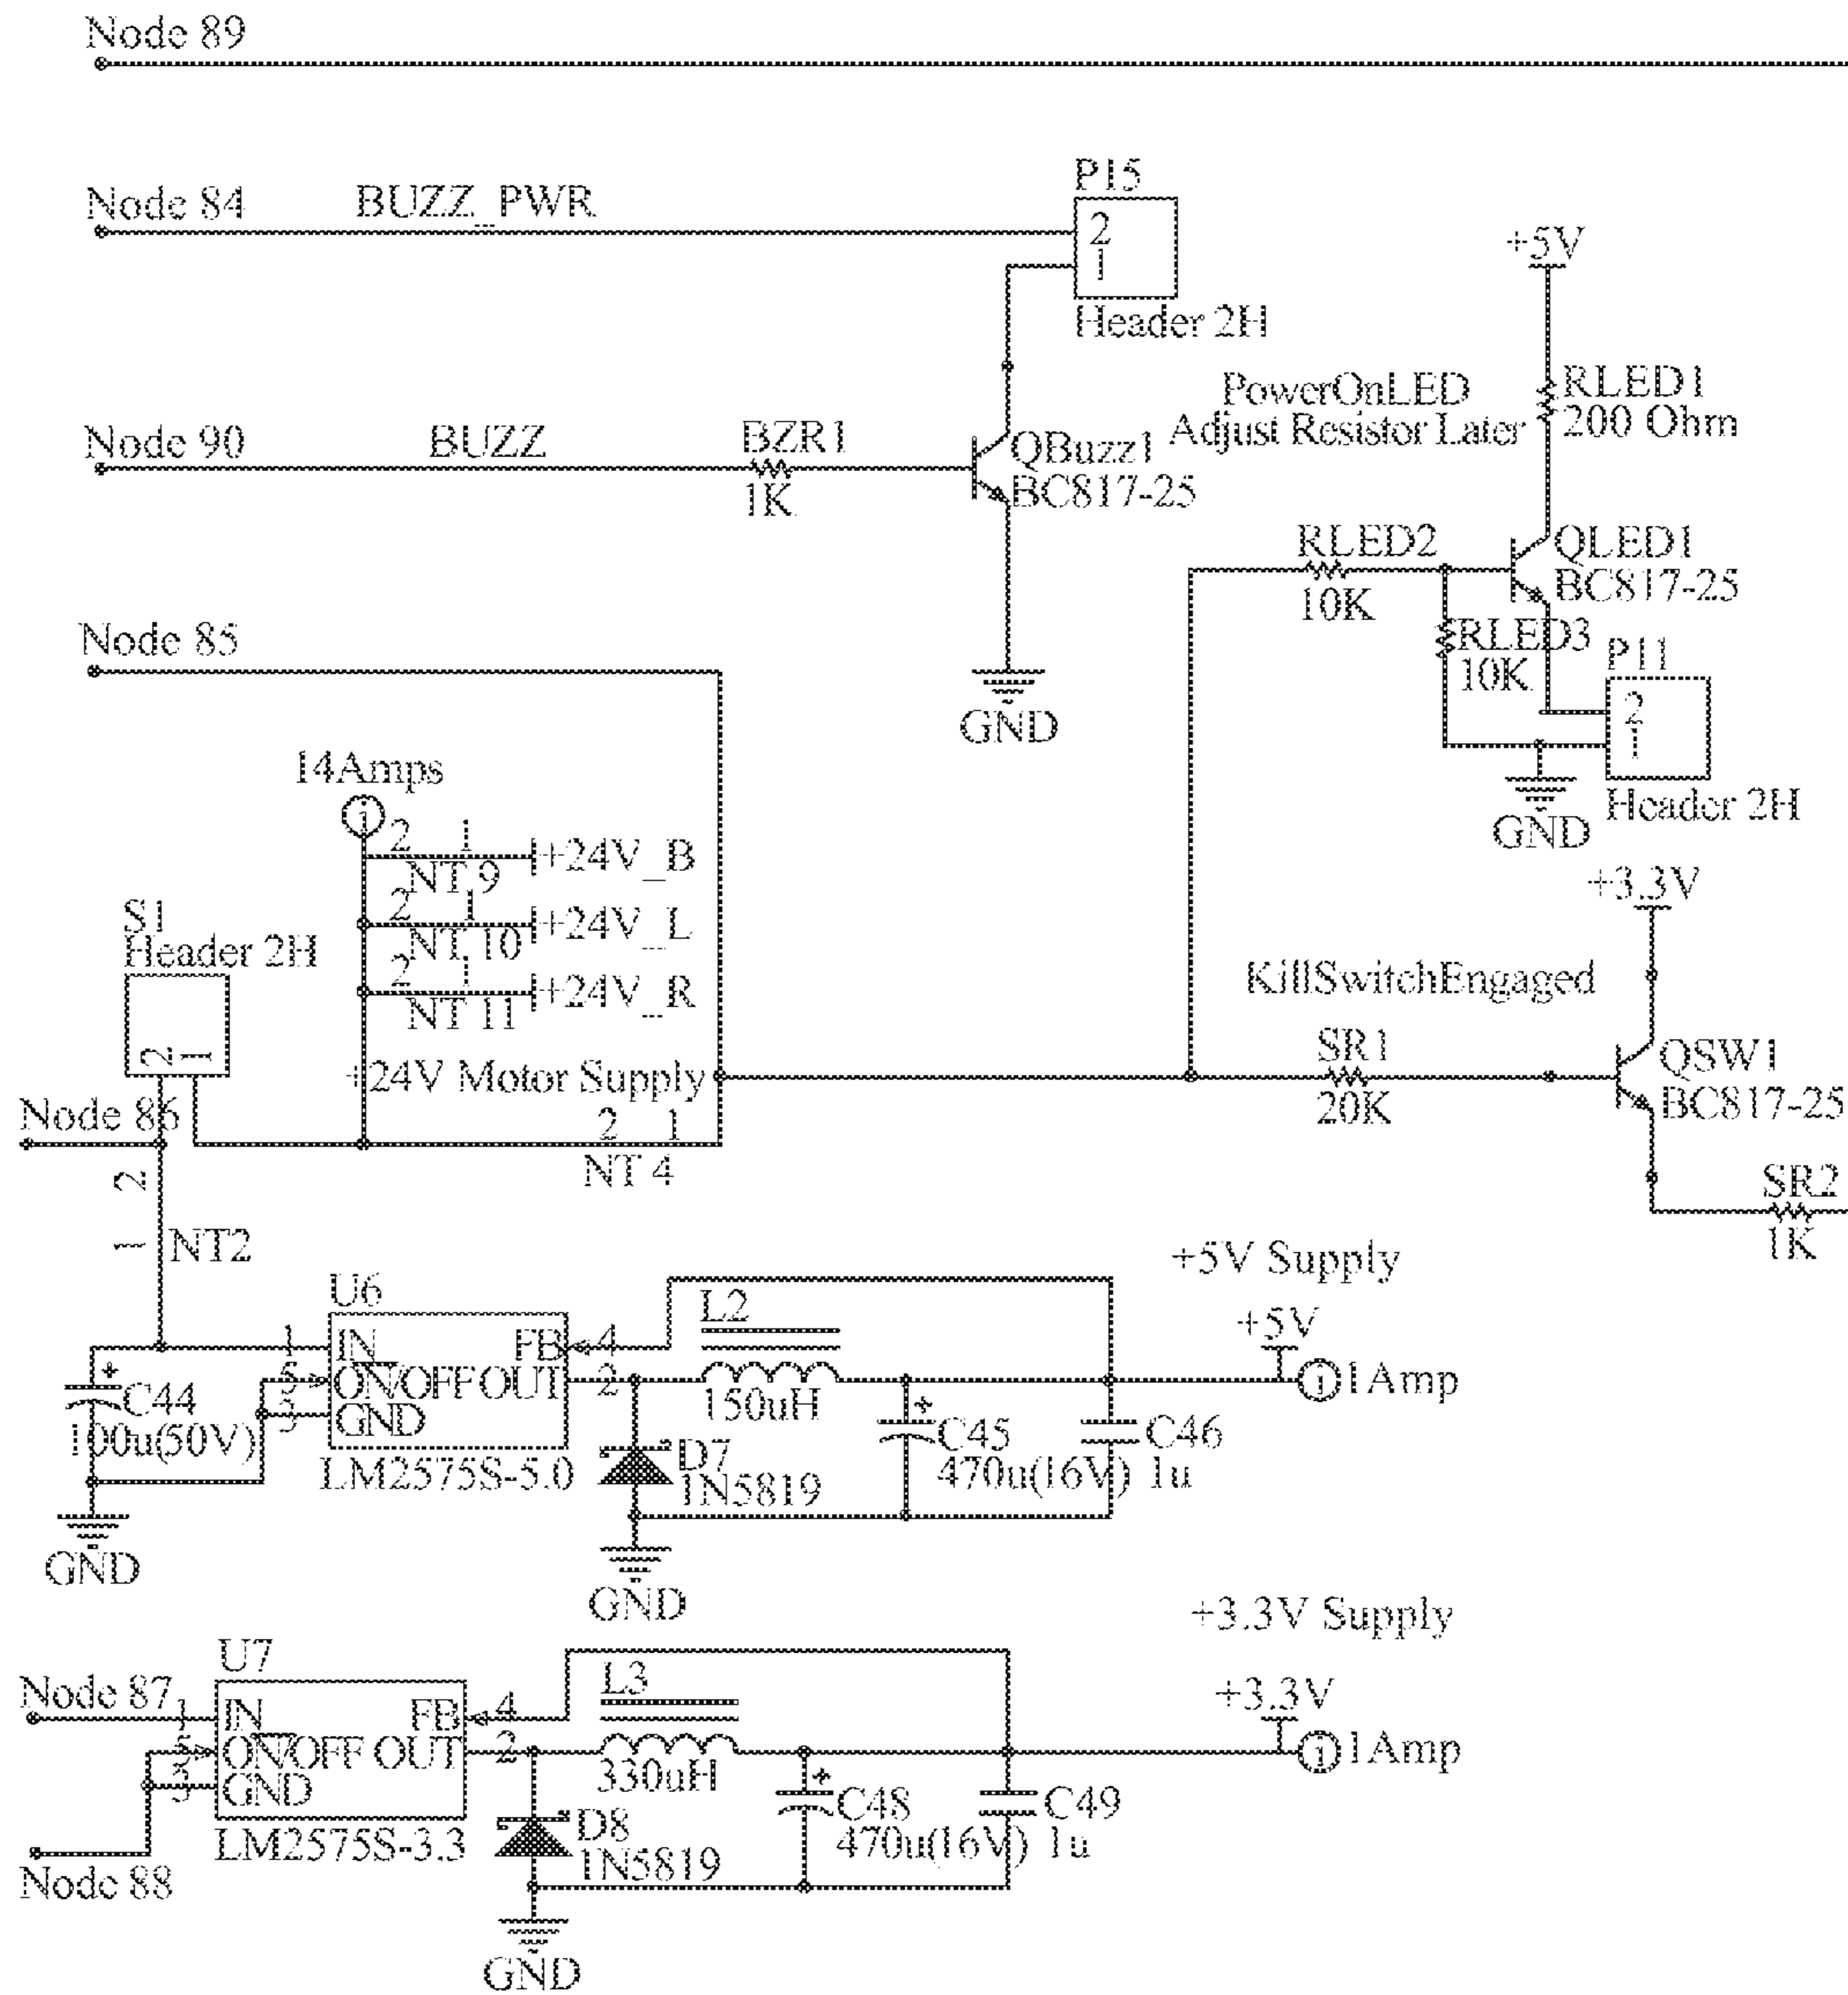 Node 89
Node 84
BUZZ_PWR
P15
2
1
Header 2H
+5V
PowerOnLED
Adjust Resistor Later
RLED1
200 Ohm
Node 90
BUZZ
BZR1
1K
QBuzz1
BC817-25
RLED2
10K
QLED1
BC817-25
Node 85
RLED3
10K
P11
2
1
Header 2H
GND
GND
14Amps
1
2 1
NT 9
+24V_B
2 1
NT 10
+24V_L
2 1
NT 11
+24V_R
S1
Header 2H
2
1
+24V Motor Supply
2 1
NT 4
+3.3V
KillSwitchEngaged
SR1
20K
QSW1
BC817-25
SR2
1K
Node 86
2
1
NT2
+5V Supply
+5V
1
1Amp
U6
1
IN
FB
4
5
ON/OFF
OUT
2
3
GND
LM2575S-5.0
C44
100u(50V)
GND
L2
150uH
D7
1N5819
C45
470u(16V)
C46
1u
GND
+3.3V Supply
+3.3V
1
1Amp
U7
Node 87
1
IN
FB
4
5
ON/OFF
OUT
2
3
GND
LM2575S-3.3
Node 88
L3
330uH
D8
1N5819
C48
470u(16V)
C49
1u
GND